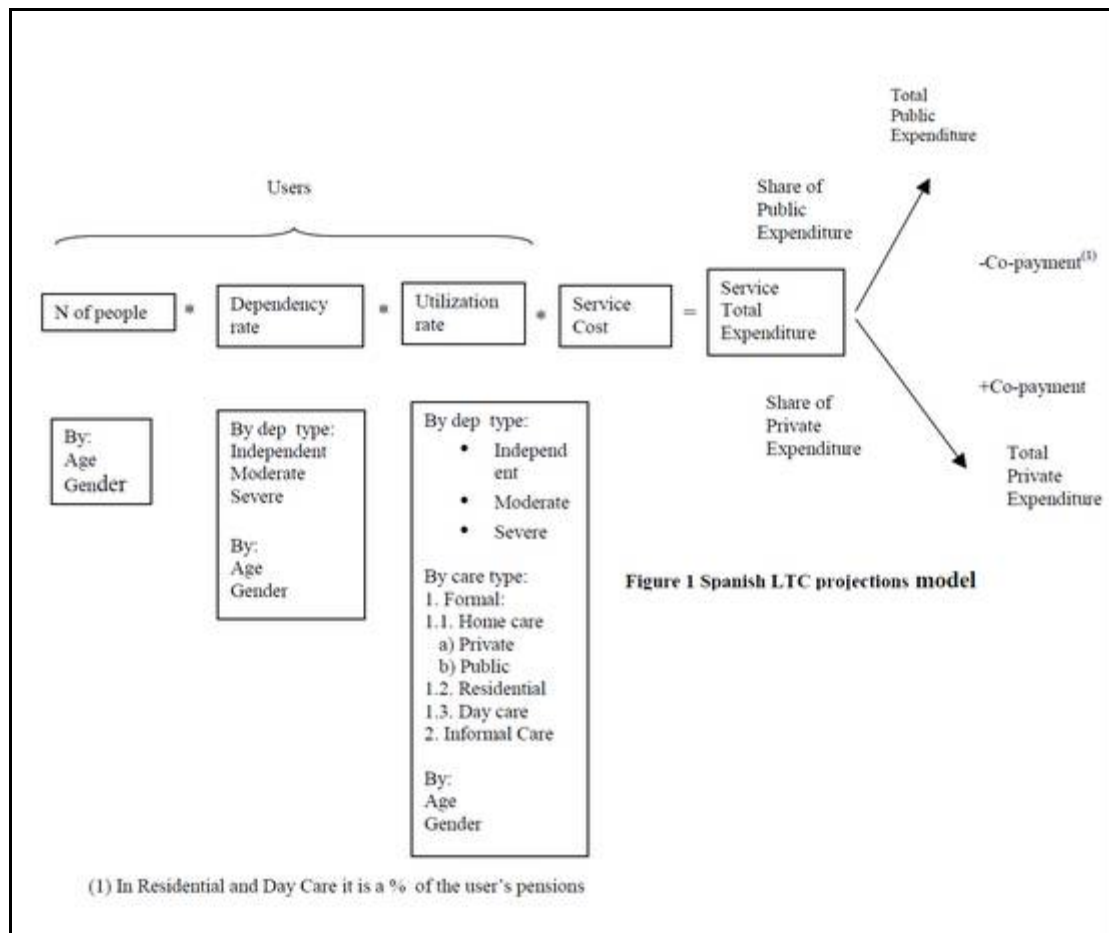 Total
Public
Expenditure
Users
Share of
Public
Expenditure
-Co-payment(1)
N of people
*
Dependency
rate
*
Utilization
rate
*
Service
Cost
=
Service
Total
Expenditure
+Co-payment
Share of
Private
Expenditure
Total
Private
Expenditure
By:
Age
Gender
By dep type:
Independent
Moderate
Severe
By:
Age
Gender
By dep type:
• Independ
ent
• Moderate
• Severe
By care type:
1. Formal:
1.1. Home care
a) Private
b) Public
1.2. Residential
1.3. Day care
2. Informal Care
By:
Age
Gender
Figure 1 Spanish LTC projections model
(1) In Residential and Day Care it is a % of the user's pensions